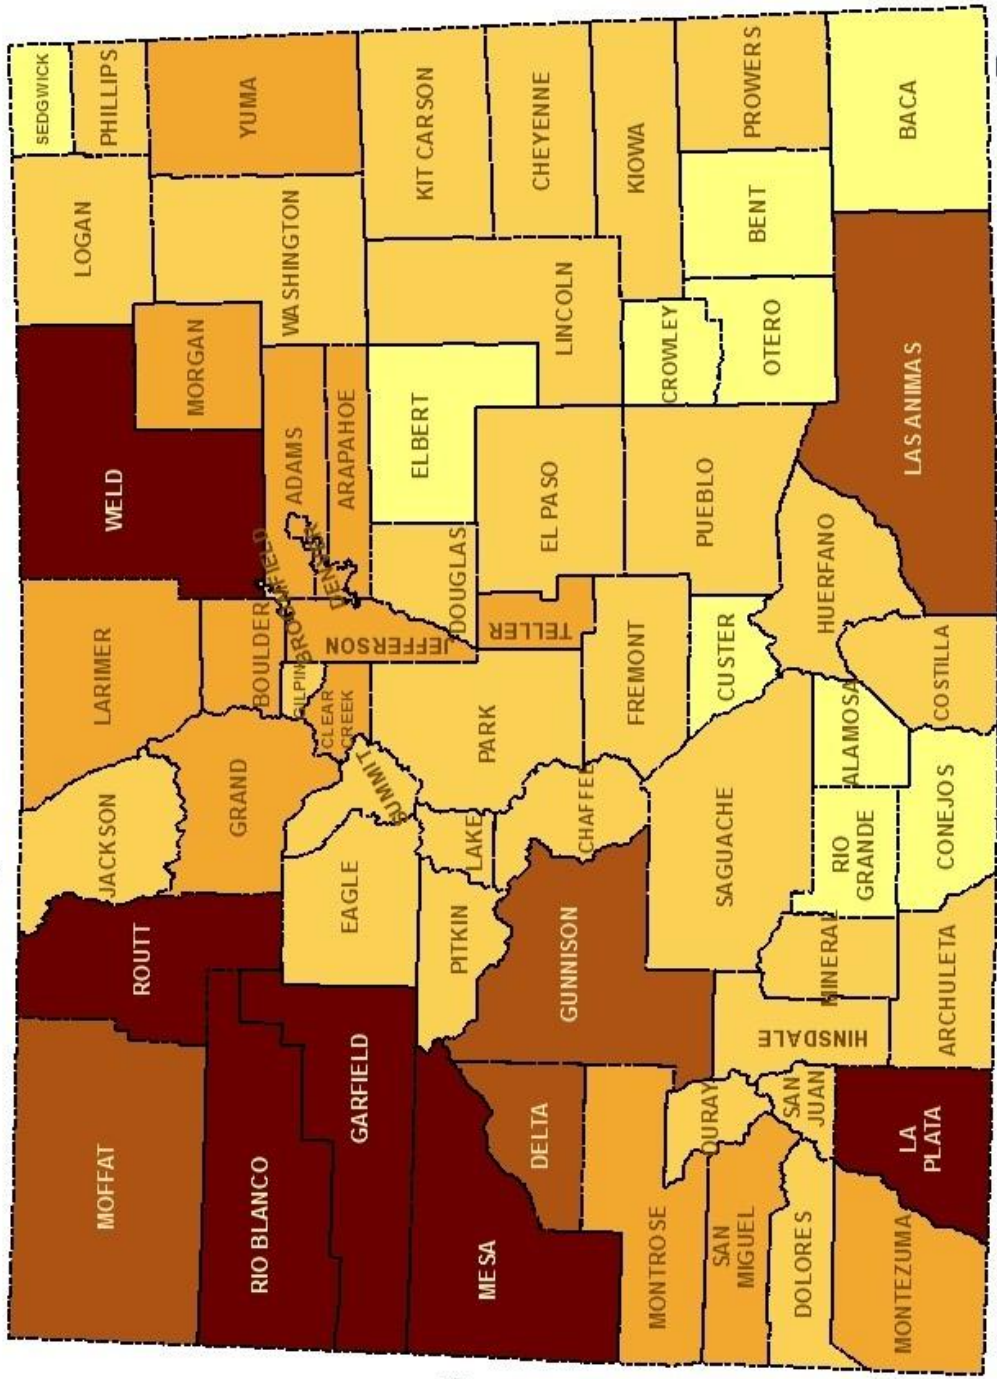 MOFFAT
ROUTT
JACKSON
LARIMER
WELD
LOGAN
SEDGWICK
PHILLIPS
MORGAN
WASHINGTON
YUMA
RIO BLANCO
GRAND
BOULDER
BROOMFIELD
GILPIN
ADAMS
ARAPAHOE
DENVER
JEFFERSON
CLEAR
CREEK
GARFIELD
EAGLE
SUMMIT
DOUGLAS
ELBERT
KIT CARSON
LINCOLN
MESA
PITKIN
LAKE
PARK
TELLER
EL PASO
CHEYENNE
DELTA
GUNNISON
CHAFFEE
FREMONT
KIOWA
CROWLEY
PUEBLO
MONTROSE
OURAY
SAGUACHE
CUSTER
OTERO
BENT
PROWERS
SAN
MIGUEL
HINSDALE
SAN
JUAN
DOLORES
MINERAL
RIO
GRANDE
ALAMOSA
HUERFANO
LAS ANIMAS
BACA
MONTEZUMA
LA
PLATA
ARCHULETA
CONEJOS
COSTILLA